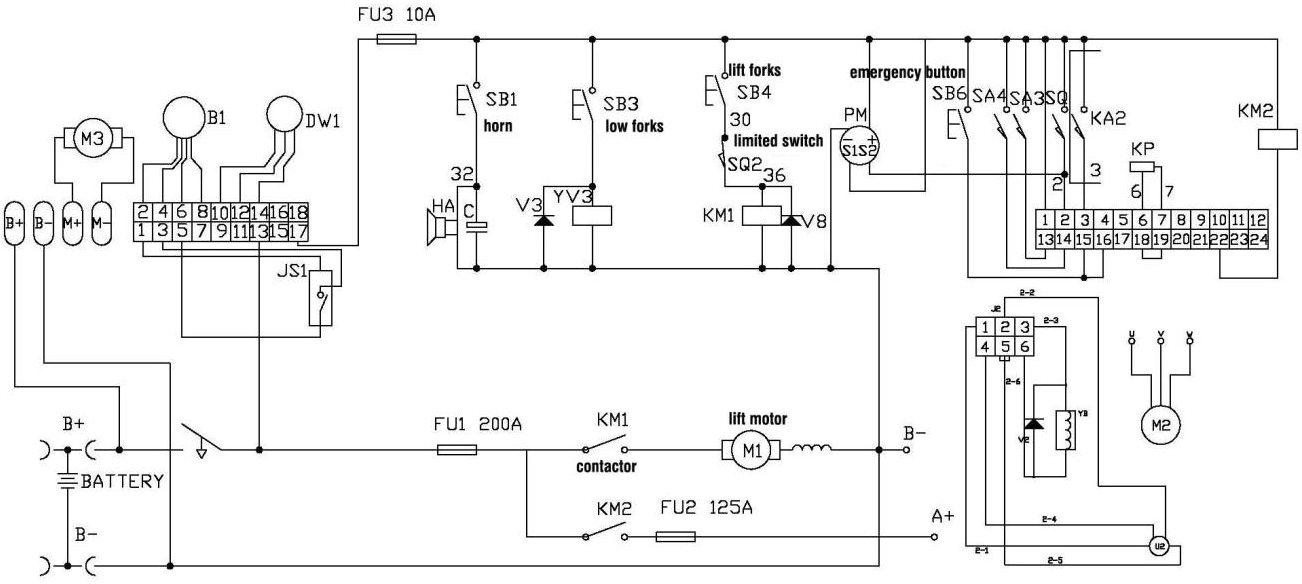 FU3 10A
lift forks
emergency button
SB1
SB3
SB4
SB6
SA4
SA3
SQ
KA2
KM2
horn
low forks
30
limited switch
SQ2
PM
S1S2
KP
B1
DW1
M3
32
36
2
3
6
7
HA
C
V3
YV3
KM1
V8
B+
B-
M+
M-
2 4 6 8 10 12 14 16 18
1 3 5 7 9 11 13 15 17
1 2 3 4 5 6 7 8 9 10 11 12
13 14 15 16 17 18 19 20 21 22 23 24
JS1
2-2
J2
1 2 3
4 5 6
2-3
2-6
V2
YB
U V W
M2
B+
BATTERY
B-
FU1 200A
KM1
contactor
lift motor
M1
B-
KM2
FU2 125A
A+
2-4
2-1
U2
2-5